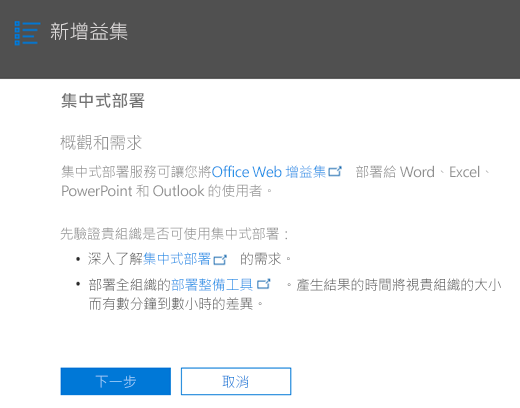 新增益集
集中式部署
概觀和需求
集中式部署服務可讓您將Office Web 增益集 部署給 Word、Excel、
PowerPoint 和 Outlook 的使用者。
先驗證貴組織是否可使用集中式部署：
• 深入了解集中式部署 的需求。
• 部署全組織的部署整備工具 。產生結果的時間將視貴組織的大小
而有數分鐘到數小時的差異。
下一步 取消